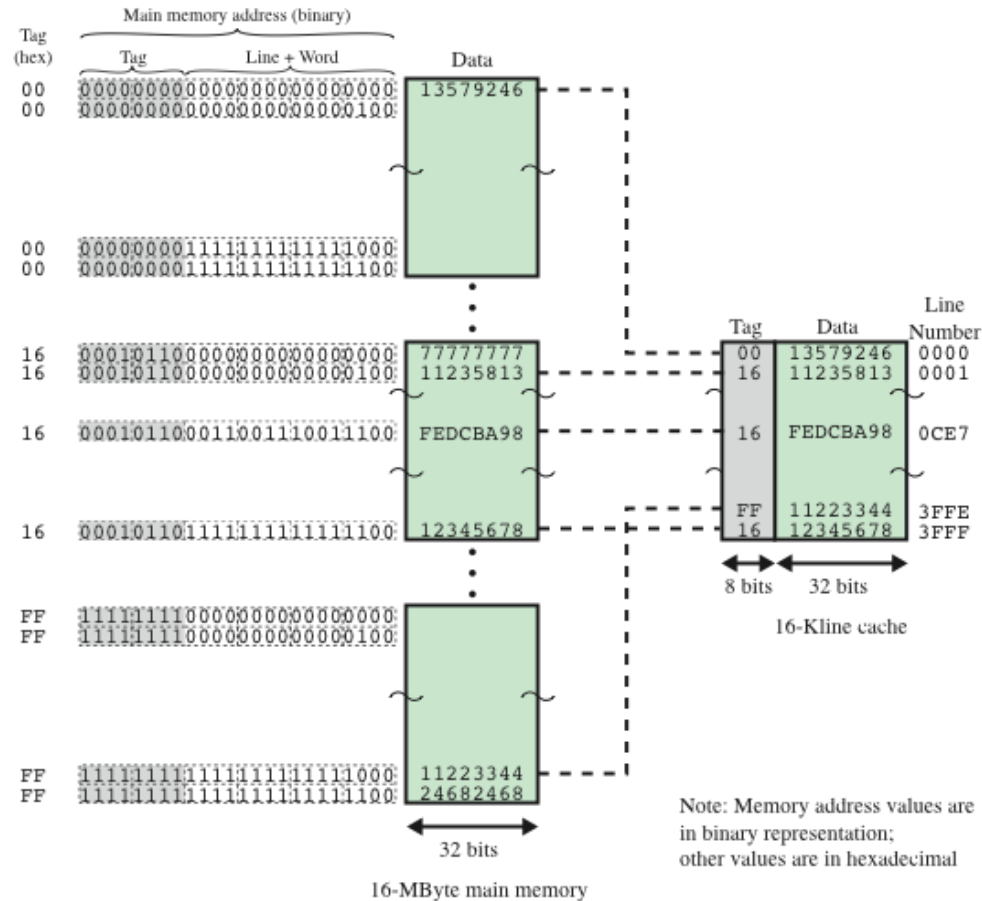 Main memory address (binary)
Tag
(hex)
Tag
Line + Word
Data
00 000000000000000000000000 13579246
00 000000000000000000000100
00 000000001111111111111000
00 000000001111111111111100
16 000101100000000000000000 77777777
16 000101100000000000000100 11235813
16 000101100011001110011100 FEDCBA98
16 000101101111111111111100 12345678
FF 111111110000000000000000
FF 111111110000000000000100
FF 111111111111111111111000 11223344
FF 111111111111111111111100 24682468
32 bits
16-MByte main memory
Tag
Data
Line
Number
00 13579246 0000
16 11235813 0001
16 FEDCBA98 0CE7
FF 11223344 3FFE
16 12345678 3FFF
8 bits
32 bits
16-Kline cache
Note: Memory address values are
in binary representation;
other values are in hexadecimal